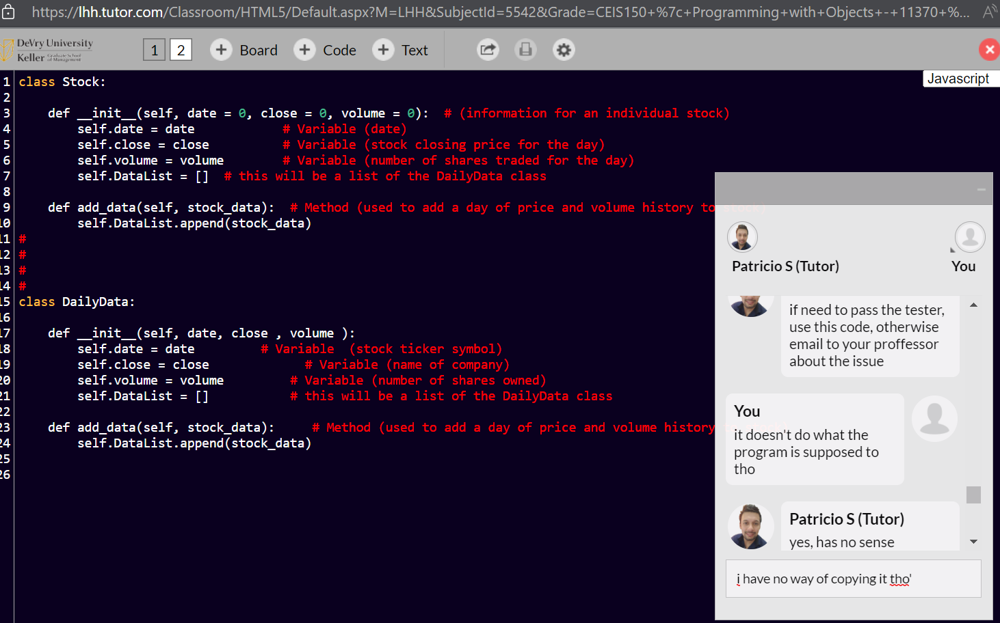 https://lhh.tutor.com/Classroom/HTML5/Default.aspx?M=LHH&SubjectId=5542&Grade=CEIS150+%7c+Programming+with+Objects+-+11370+%...
DeVry University
Keller Graduate School of Management
1 2 + Board + Code + Text
Javascript
1 class Stock:
2
3 def __init__(self, date = 0, close = 0, volume = 0): # (information for an individual stock)
4 self.date = date # Variable (date)
5 self.close = close # Variable (stock closing price for the day)
6 self.volume = volume # Variable (number of shares traded for the day)
7 self.DataList = [] # this will be a list of the DailyData class
8
9 def add_data(self, stock_data): # Method (used to add a day of price and volume history to stock)
10 self.DataList.append(stock_data)
11 #
12 #
13 #
14 #
15 class DailyData:
16
17 def __init__(self, date, close , volume ):
18 self.date = date # Variable (stock ticker symbol)
19 self.close = close # Variable (name of company)
20 self.volume = volume # Variable (number of shares owned)
21 self.DataList = [] # this will be a list of the DailyData class
22
23 def add_data(self, stock_data): # Method (used to add a day of price and volume history
24 self.DataList.append(stock_data)
25
26
Patricio S (Tutor)
You
if need to pass the tester,
use this code, otherwise
email to your proffessor
about the issue
You
it doesn't do what the
program is supposed to
tho
Patricio S (Tutor)
yes, has no sense
i have no way of copying it tho'